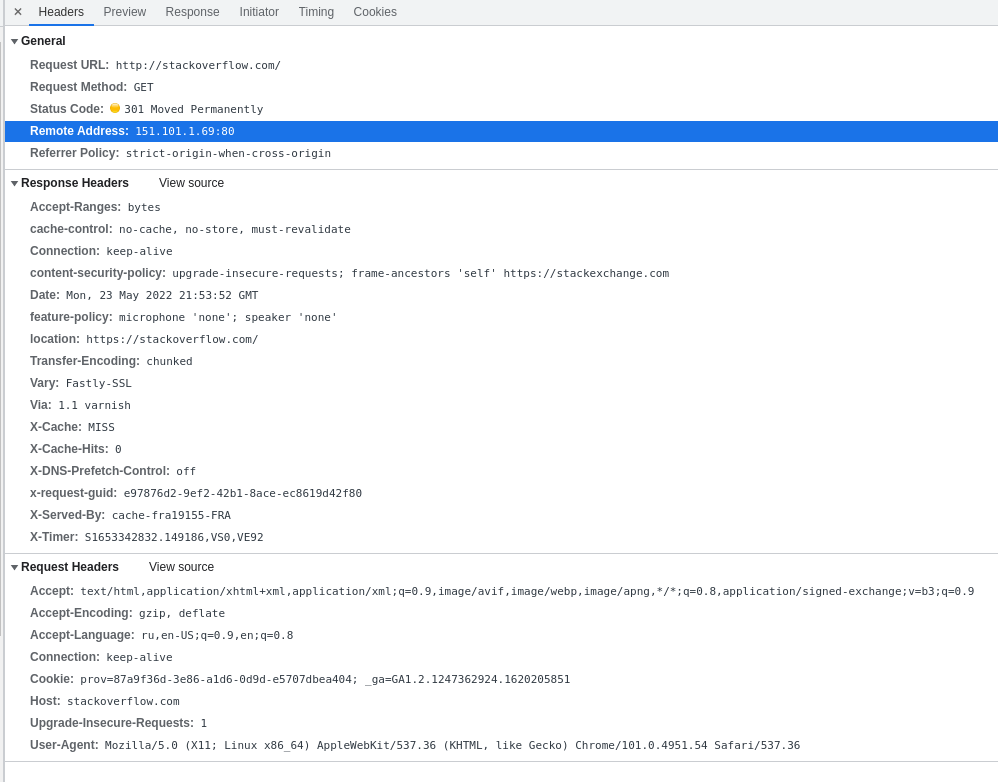 ✕ Headers Preview Response Initiator Timing Cookies
General
Request URL: http://stackoverflow.com/
Request Method: GET
Status Code: 301 Moved Permanently
Remote Address: 151.101.1.69:80
Referrer Policy: strict-origin-when-cross-origin
Response Headers View source
Accept-Ranges: bytes
cache-control: no-cache, no-store, must-revalidate
Connection: keep-alive
content-security-policy: upgrade-insecure-requests; frame-ancestors 'self' https://stackexchange.com
Date: Mon, 23 May 2022 21:53:52 GMT
feature-policy: microphone 'none'; speaker 'none'
location: https://stackoverflow.com/
Transfer-Encoding: chunked
Vary: Fastly-SSL
Via: 1.1 varnish
X-Cache: MISS
X-Cache-Hits: 0
X-DNS-Prefetch-Control: off
x-request-guid: e97876d2-9ef2-42b1-8ace-ec8619d42f80
X-Served-By: cache-fra19155-FRA
X-Timer: S1653342832.149186,VS0,VE92
Request Headers View source
Accept: text/html,application/xhtml+xml,application/xml;q=0.9,image/avif,image/webp,image/apng,*/*;q=0.8,application/signed-exchange;v=b3;q=0.9
Accept-Encoding: gzip, deflate
Accept-Language: ru,en-US;q=0.9,en;q=0.8
Connection: keep-alive
Cookie: prov=87a9f36d-3e86-a1d6-0d9d-e5707dbea404; _ga=GA1.2.1247362924.1620205851
Host: stackoverflow.com
Upgrade-Insecure-Requests: 1
User-Agent: Mozilla/5.0 (X11; Linux x86_64) AppleWebKit/537.36 (KHTML, like Gecko) Chrome/101.0.4951.54 Safari/537.36